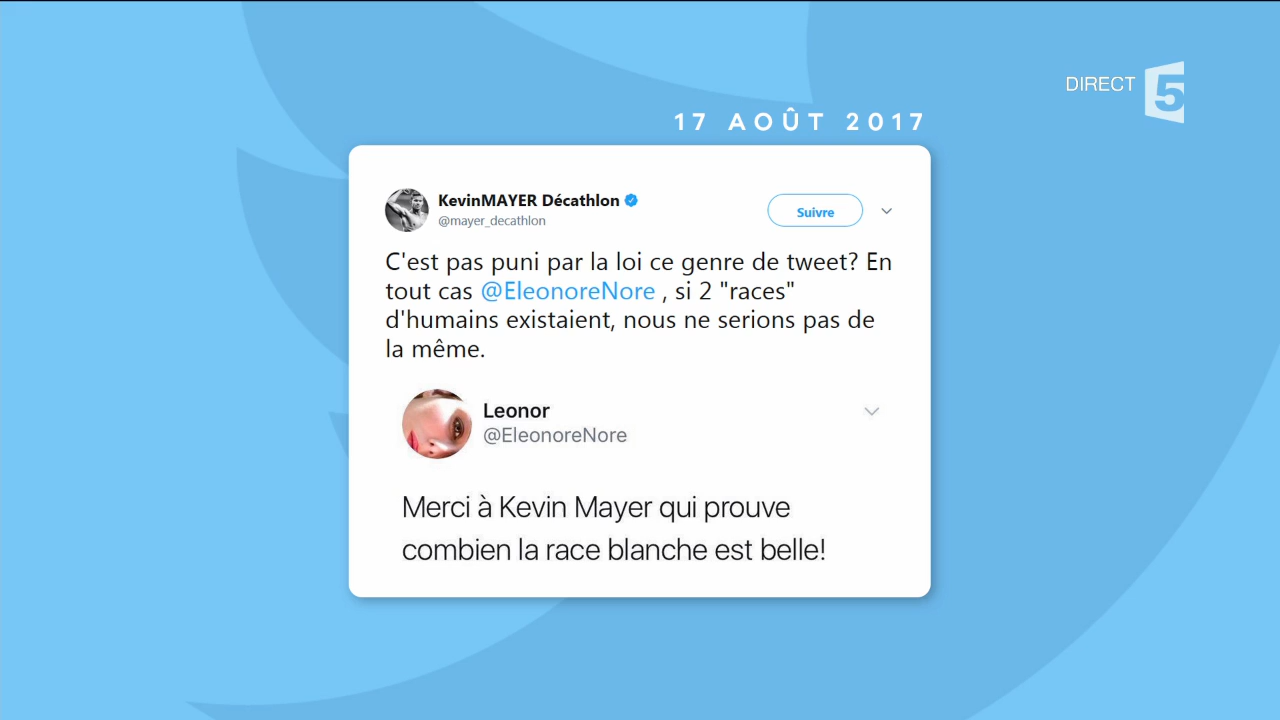 DIRECT 5
17 AOÛT 2017
KevinMAYER Décathlon
@mayer_decathlon
Suivre
C'est pas puni par la loi ce genre de tweet? En
tout cas @EleonoreNore , si 2 "races"
d'humains existaient, nous ne serions pas de
la même.
Leonor
@EleonoreNore
Merci à Kevin Mayer qui prouve
combien la race blanche est belle!